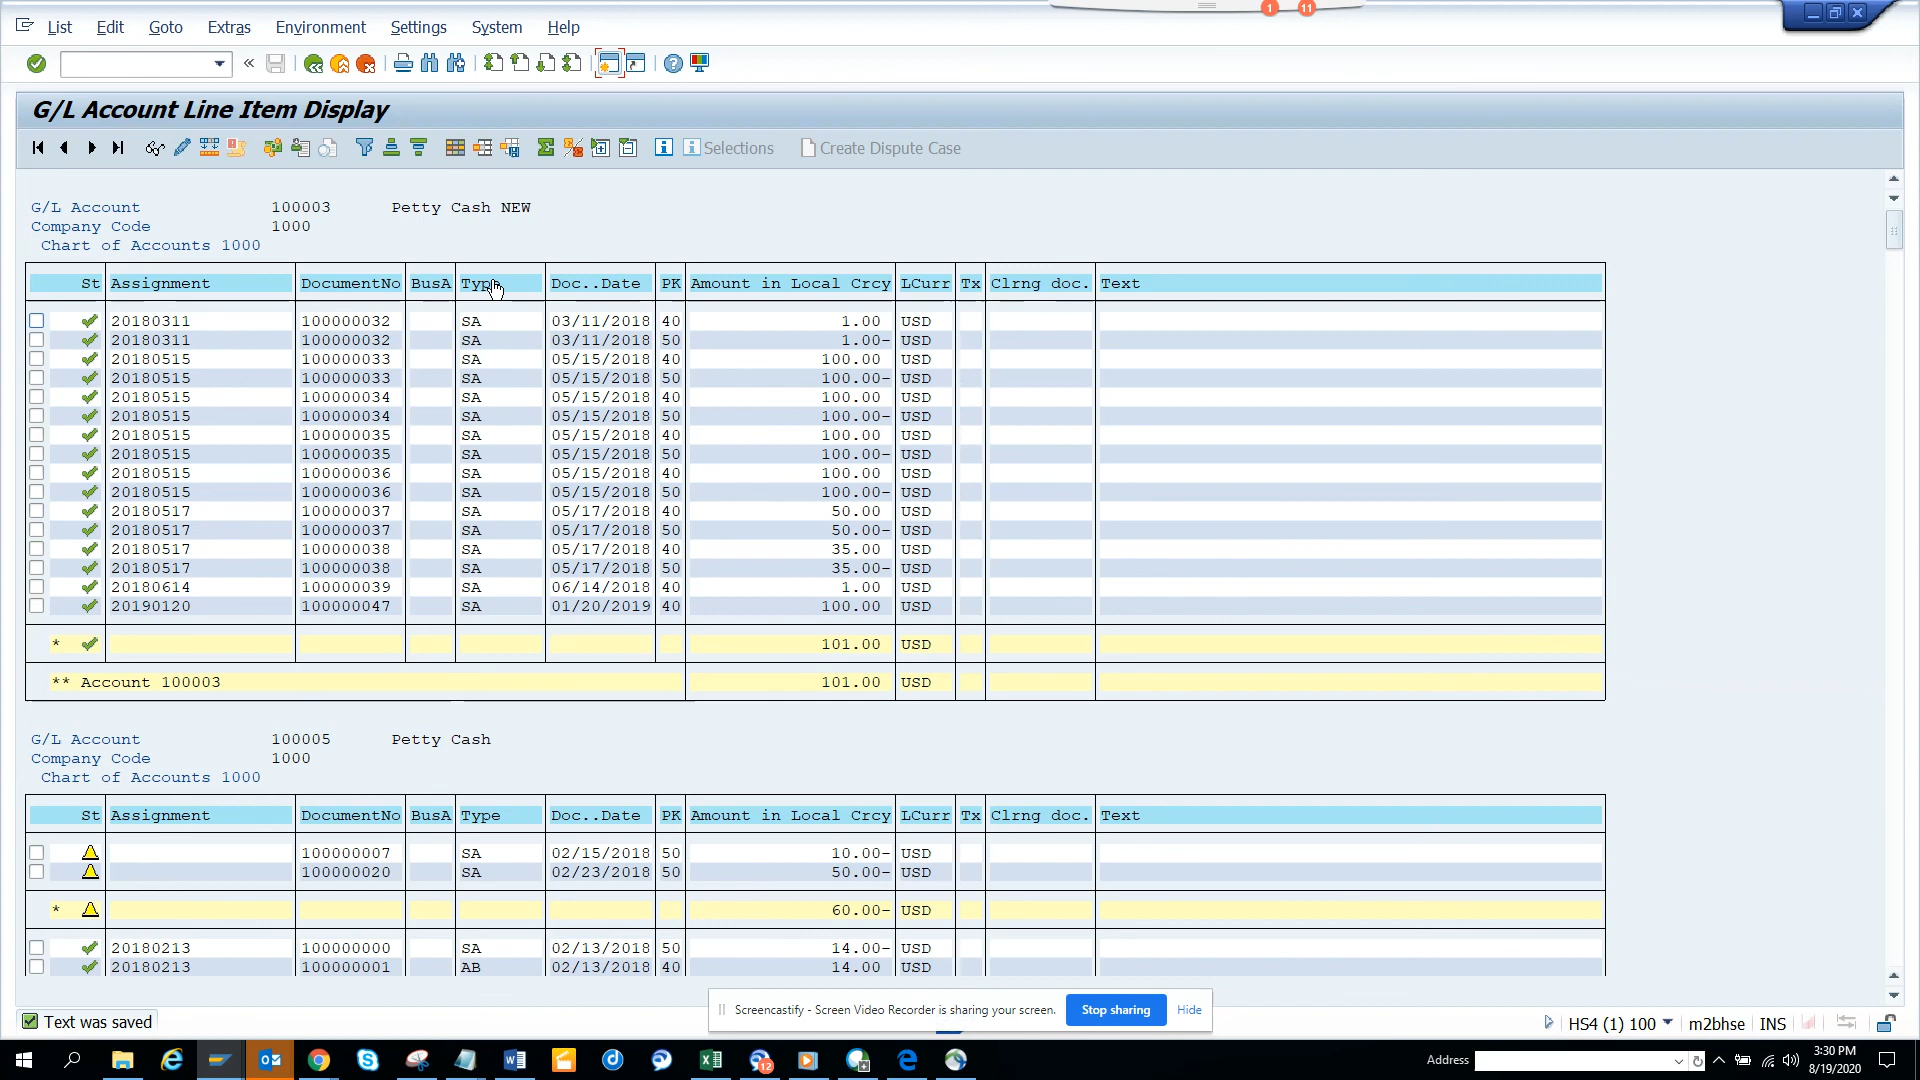 1 11
List Edit Goto Extras Environment Settings System Help
G/L Account Line Item Display
Selections Create Dispute Case
G/L Account 100003 Petty Cash NEW
Company Code 1000
Chart of Accounts 1000
St Assignment DocumentNo BusA Type Doc..Date PK Amount in Local Crcy LCurr Tx Clrng doc. Text
20180311 100000032 SA 03/11/2018 40 1.00 USD
20180311 100000032 SA 03/11/2018 50 1.00- USD
20180515 100000033 SA 05/15/2018 40 100.00 USD
20180515 100000033 SA 05/15/2018 50 100.00- USD
20180515 100000034 SA 05/15/2018 40 100.00 USD
20180515 100000034 SA 05/15/2018 50 100.00- USD
20180515 100000035 SA 05/15/2018 40 100.00 USD
20180515 100000035 SA 05/15/2018 50 100.00- USD
20180515 100000036 SA 05/15/2018 40 100.00 USD
20180515 100000036 SA 05/15/2018 50 100.00- USD
20180517 100000037 SA 05/17/2018 40 50.00 USD
20180517 100000037 SA 05/17/2018 50 50.00- USD
20180517 100000038 SA 05/17/2018 40 35.00 USD
20180517 100000038 SA 05/17/2018 50 35.00- USD
20180614 100000039 SA 06/14/2018 40 1.00 USD
20190120 100000047 SA 01/20/2019 40 100.00 USD
* 101.00 USD
** Account 100003 101.00 USD
G/L Account 100005 Petty Cash
Company Code 1000
Chart of Accounts 1000
St Assignment DocumentNo BusA Type Doc..Date PK Amount in Local Crcy LCurr Tx Clrng doc. Text
100000007 SA 02/15/2018 50 10.00- USD
100000020 SA 02/23/2018 50 50.00- USD
* 60.00- USD
20180213 100000000 SA 02/13/2018 50 14.00- USD
20180213 100000001 AB 02/13/2018 40 14.00 USD
Screencastify - Screen Video Recorder is sharing your screen. Stop sharing Hide
Text was saved HS4 (1) 100 m2bhse INS
12
Address
3:30 PM
8/19/2020